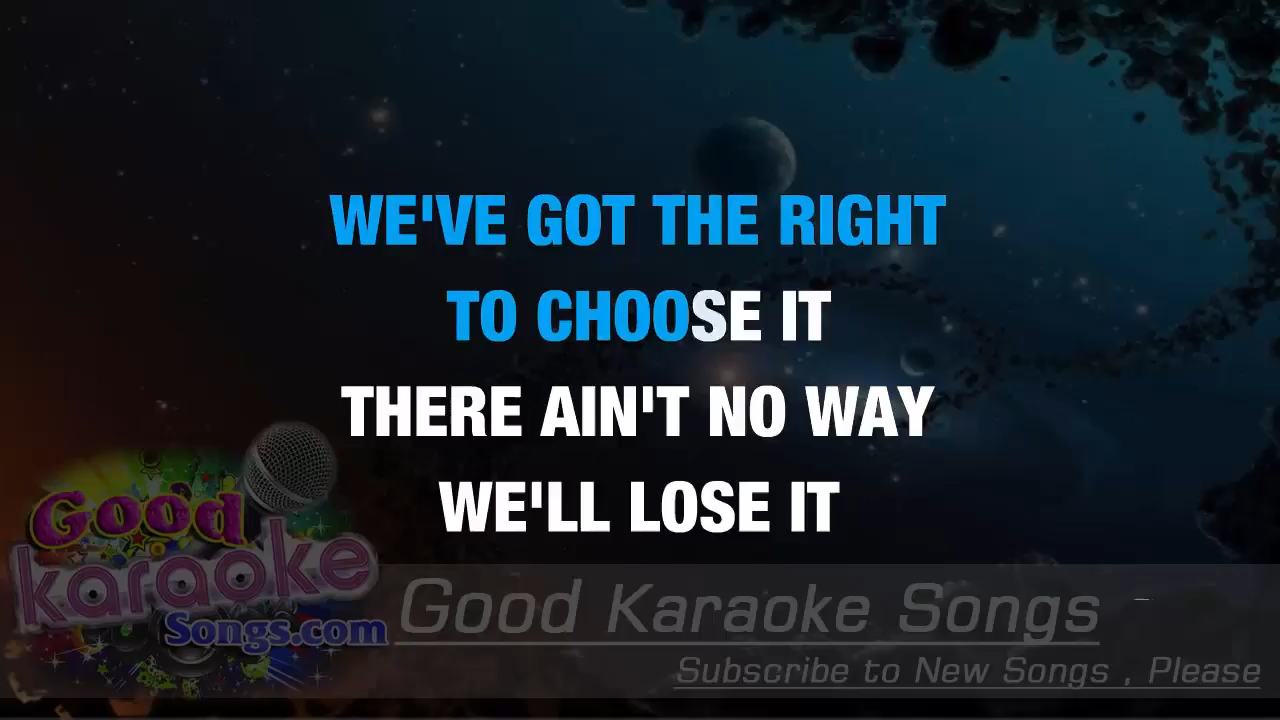 WE'VE GOT THE RIGHT
TO CHOOSE IT
THERE AIN'T NO WAY
WE'LL LOSE IT
Good
karaoke
Songs.com
Good Karaoke Songs
Subscribe to New Songs , Please